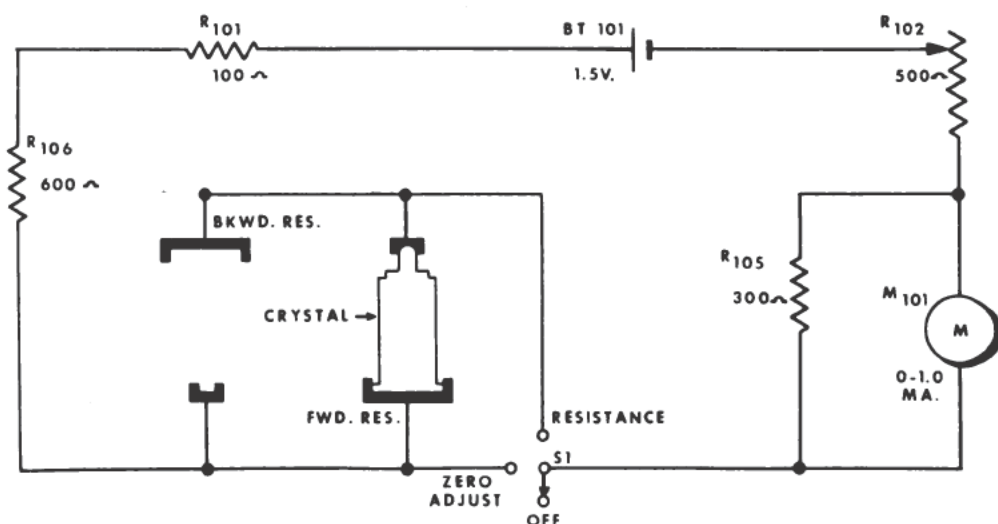 R101
100~
BT 101
1.5V.
R102
500~
R106
600~
BKWD. RES.
R105
300~
M101
M
0-1.0
MA.
CRYSTAL
FWD. RES.
RESISTANCE
S1
ZERO
ADJUST
OFF